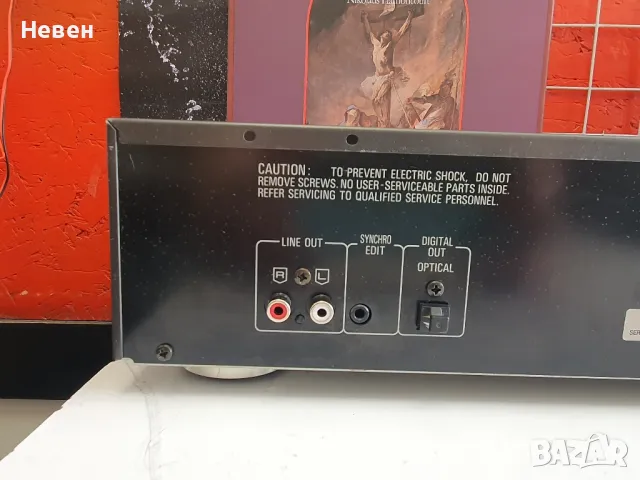 Невен
Nikolaus Harnoncourt
CAUTION: TO PREVENT ELECTRIC SHOCK, DO NOT
REMOVE SCREWS. NO USER-SERVICEABLE PARTS INSIDE.
REFER SERVICING TO QUALIFIED SERVICE PERSONNEL.
LINE OUT
SYNCHRO
EDIT
DIGITAL
OUT
OPTICAL
R L
SER
BAZAR